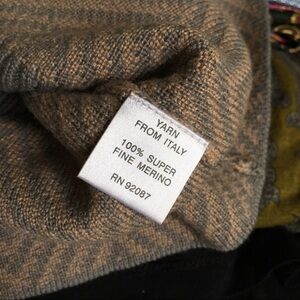 YARN
FROM ITALY
100% SUPER
FINE MERINO
RN 92087